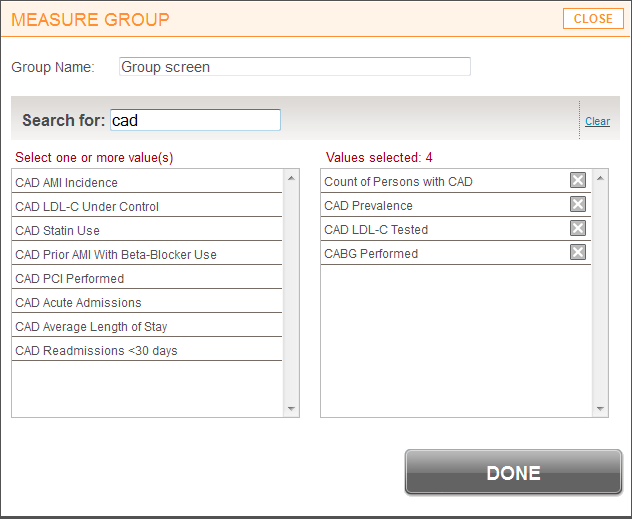 MEASURE GROUP
CLOSE
Group Name: Group screen
Search for: cad
Clear
Select one or more value(s)
CAD AMI Incidence
CAD LDL-C Under Control
CAD Statin Use
CAD Prior AMI With Beta-Blocker Use
CAD PCI Performed
CAD Acute Admissions
CAD Average Length of Stay
CAD Readmissions <30 days
Values selected: 4
Count of Persons with CAD
CAD Prevalence
CAD LDL-C Tested
CABG Performed
DONE